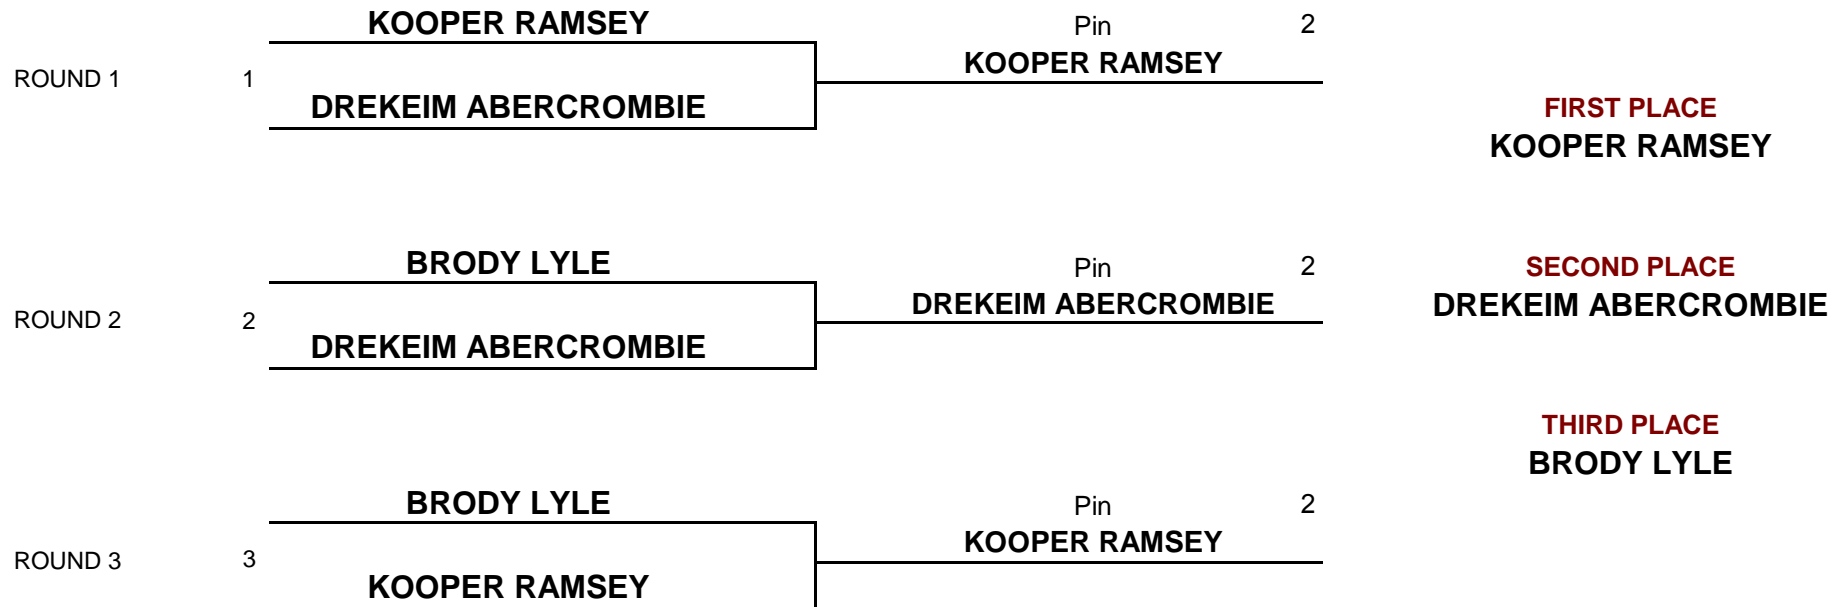 KOOPER RAMSEY
Pin 2
KOOPER RAMSEY
ROUND 1 1
DREKEIM ABERCROMBIE
FIRST PLACE
KOOPER RAMSEY
BRODY LYLE
Pin 2
SECOND PLACE
DREKEIM ABERCROMBIE
DREKEIM ABERCROMBIE
ROUND 2 2
DREKEIM ABERCROMBIE
THIRD PLACE
BRODY LYLE
BRODY LYLE
Pin 2
KOOPER RAMSEY
ROUND 3 3
KOOPER RAMSEY